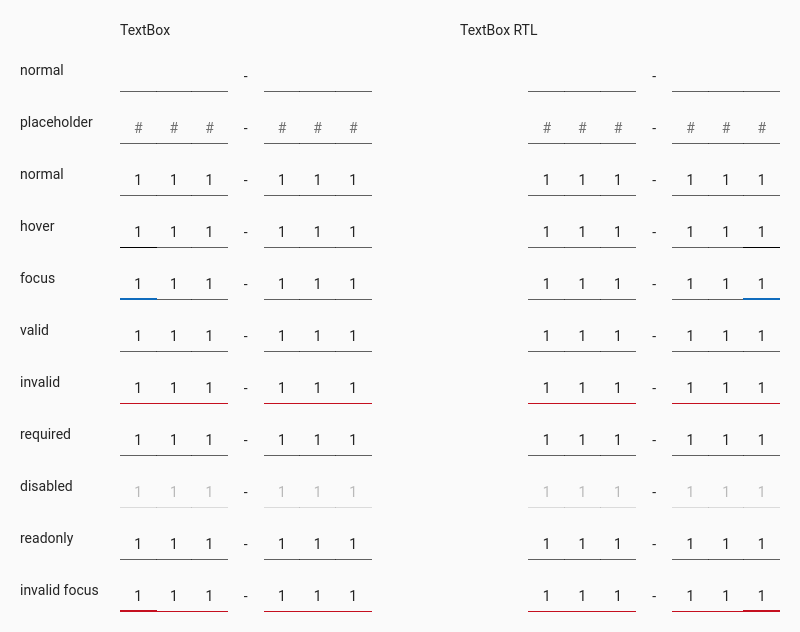 TextBox TextBox RTL
normal - -
placeholder # # # - # # # # # # - # # #
normal 1 1 1 - 1 1 1 1 1 1 - 1 1 1
hover 1 1 1 - 1 1 1 1 1 1 - 1 1 1
focus 1 1 1 - 1 1 1 1 1 1 - 1 1 1
valid 1 1 1 - 1 1 1 1 1 1 - 1 1 1
invalid 1 1 1 - 1 1 1 1 1 1 - 1 1 1
required 1 1 1 - 1 1 1 1 1 1 - 1 1 1
disabled 1 1 1 - 1 1 1 1 1 1 - 1 1 1
readonly 1 1 1 - 1 1 1 1 1 1 - 1 1 1
invalid focus 1 1 1 - 1 1 1 1 1 1 - 1 1 1